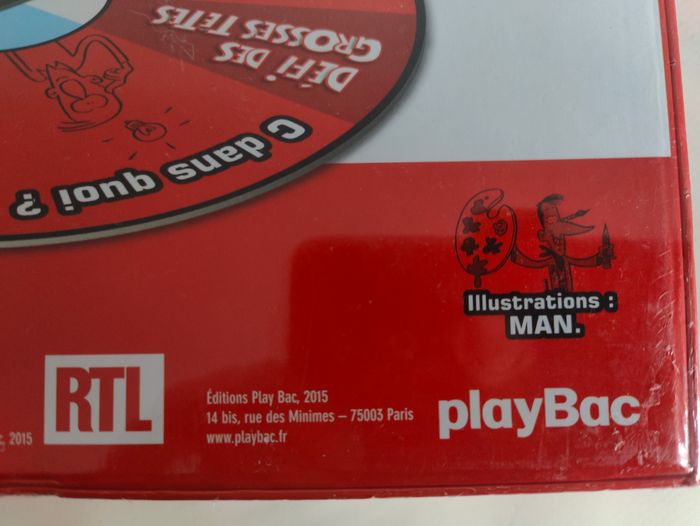 DÉFI DES
GROSSES TÊTES
C dans quoi ?
Illustrations :
MAN.
RTL
, 2015
Éditions Play Bac, 2015
14 bis, rue des Minimes – 75003 Paris
www.playbac.fr
playBac